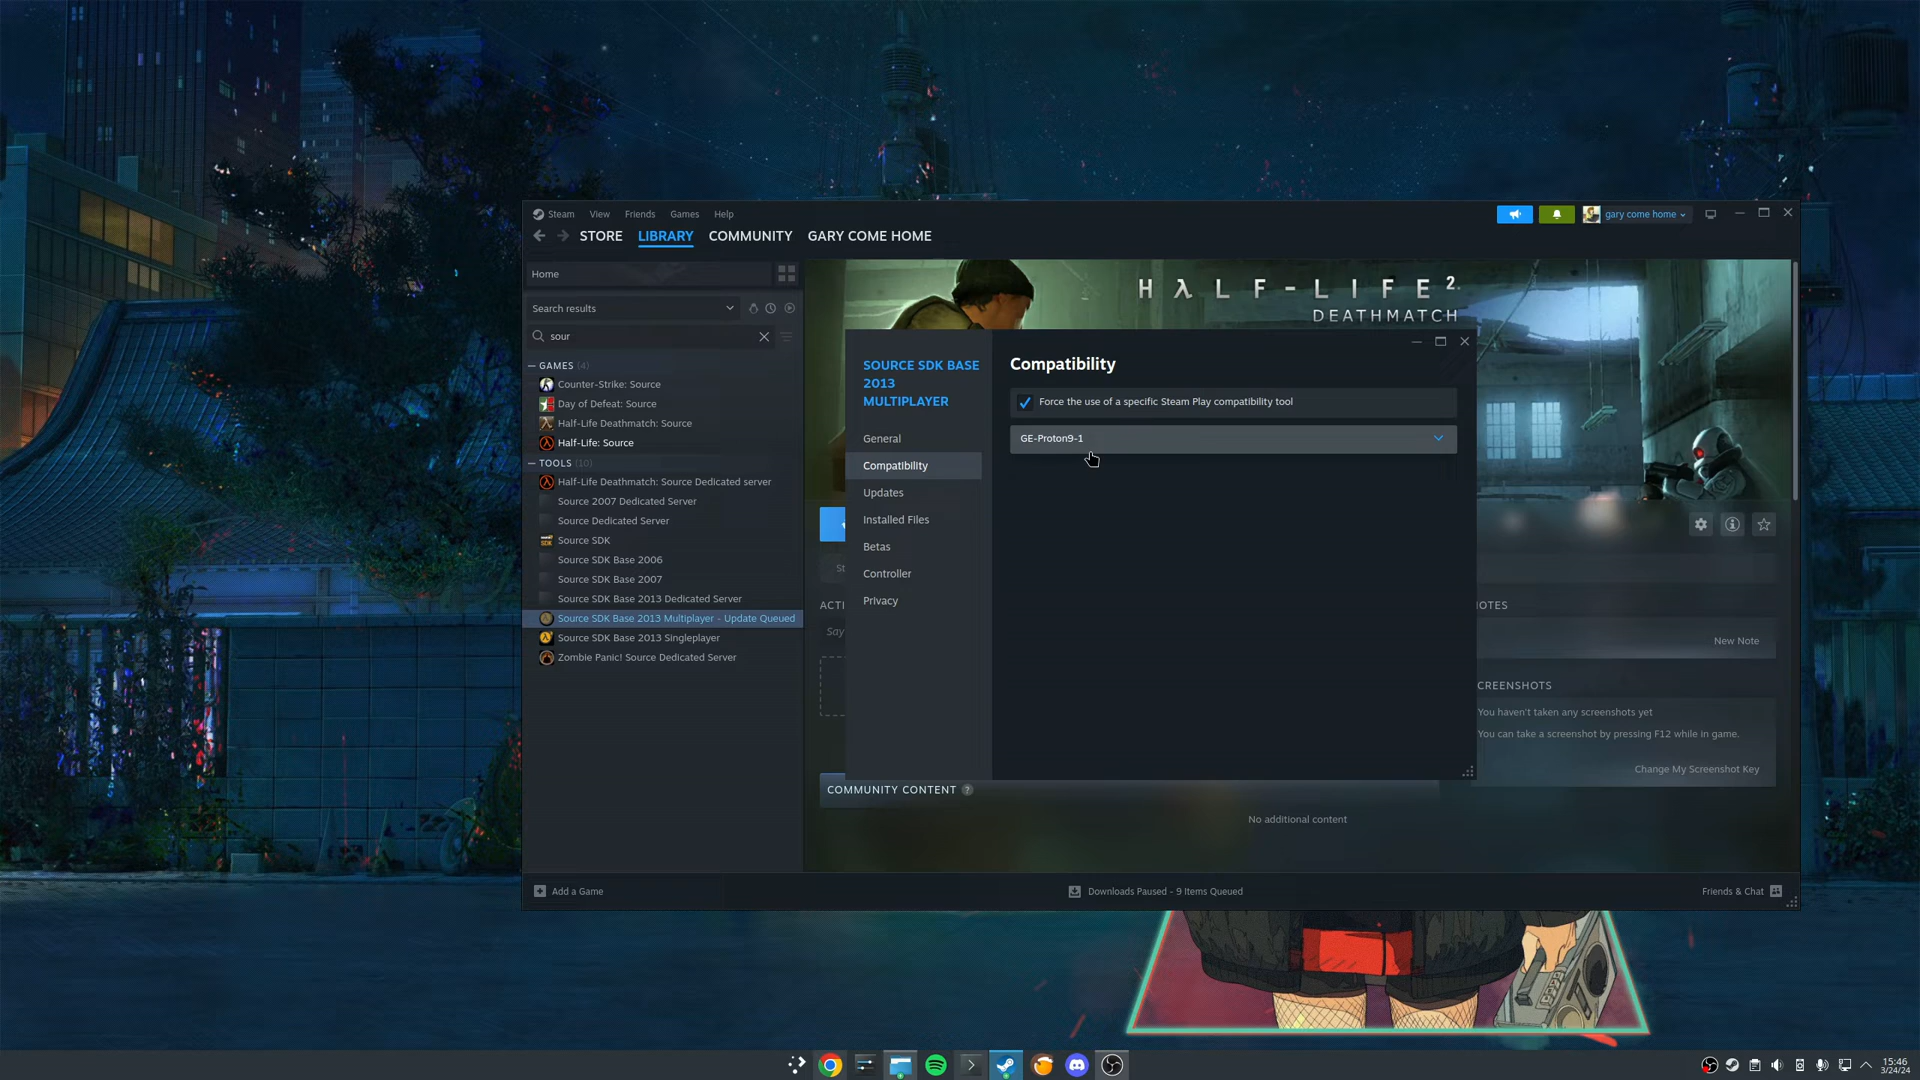 Steam View Friends Games Help
gary come home
STORE LIBRARY COMMUNITY GARY COME HOME
Home
Search results
sour
GAMES (4)
Counter-Strike: Source
Day of Defeat: Source
Half-Life Deathmatch: Source
Half-Life: Source
TOOLS (10)
Half-Life Deathmatch: Source Dedicated server
Source 2007 Dedicated Server
Source Dedicated Server
Source SDK
Source SDK Base 2006
Source SDK Base 2007
Source SDK Base 2013 Dedicated Server
Source SDK Base 2013 Multiplayer - Update Queued
Source SDK Base 2013 Singleplayer
Zombie Panic! Source Dedicated Server
HλLF-LIFE²
DEATHMATCH
SOURCE SDK BASE
2013
MULTIPLAYER
General
Compatibility
Updates
Installed Files
Betas
Controller
Privacy
Compatibility
Force the use of a specific Steam Play compatibility tool
GE-Proton9-1
St
ACTI
Say
OTES
New Note
CREENSHOTS
You haven't taken any screenshots yet
You can take a screenshot by pressing F12 while in game.
Change My Screenshot Key
COMMUNITY CONTENT ?
No additional content
Add a Game
Downloads Paused - 9 Items Queued
Friends & Chat
15:46
3/24/24